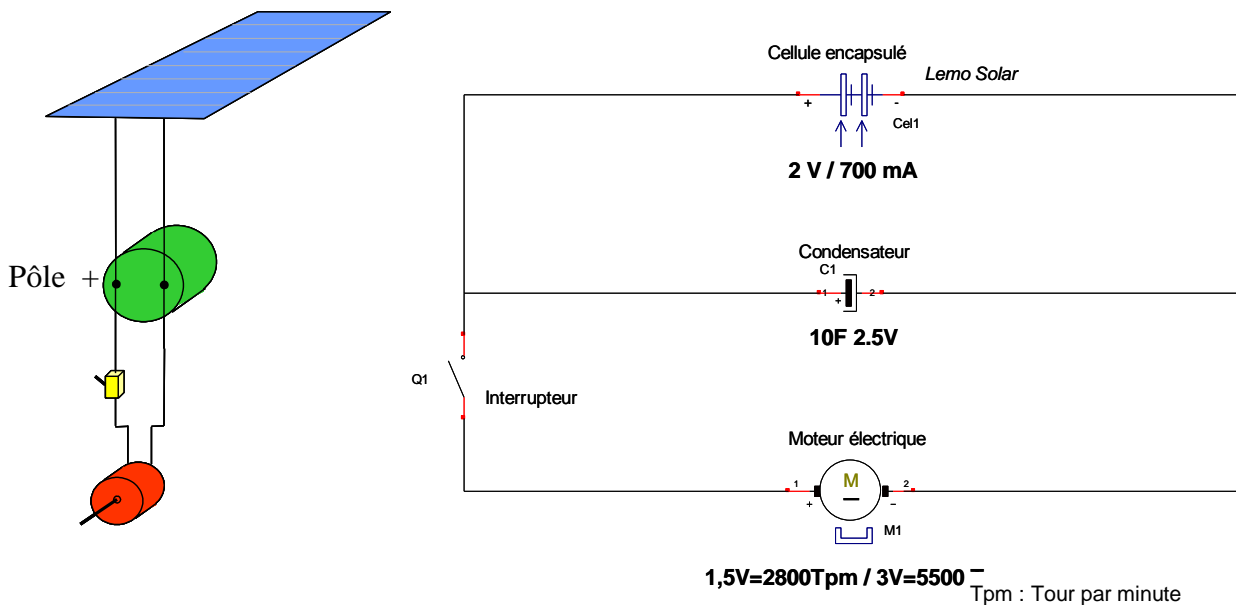 Cellule encapsulé
Lemo Solar
+ -
Cel1
2 V / 700 mA
Pôle +
Condensateur
C1
1 + 2
10F 2.5V
Q1
Interrupteur
Moteur électrique
1 M 2
+ -
M1
1,5V=2800Tpm / 3V=5500
Tpm : Tour par minute